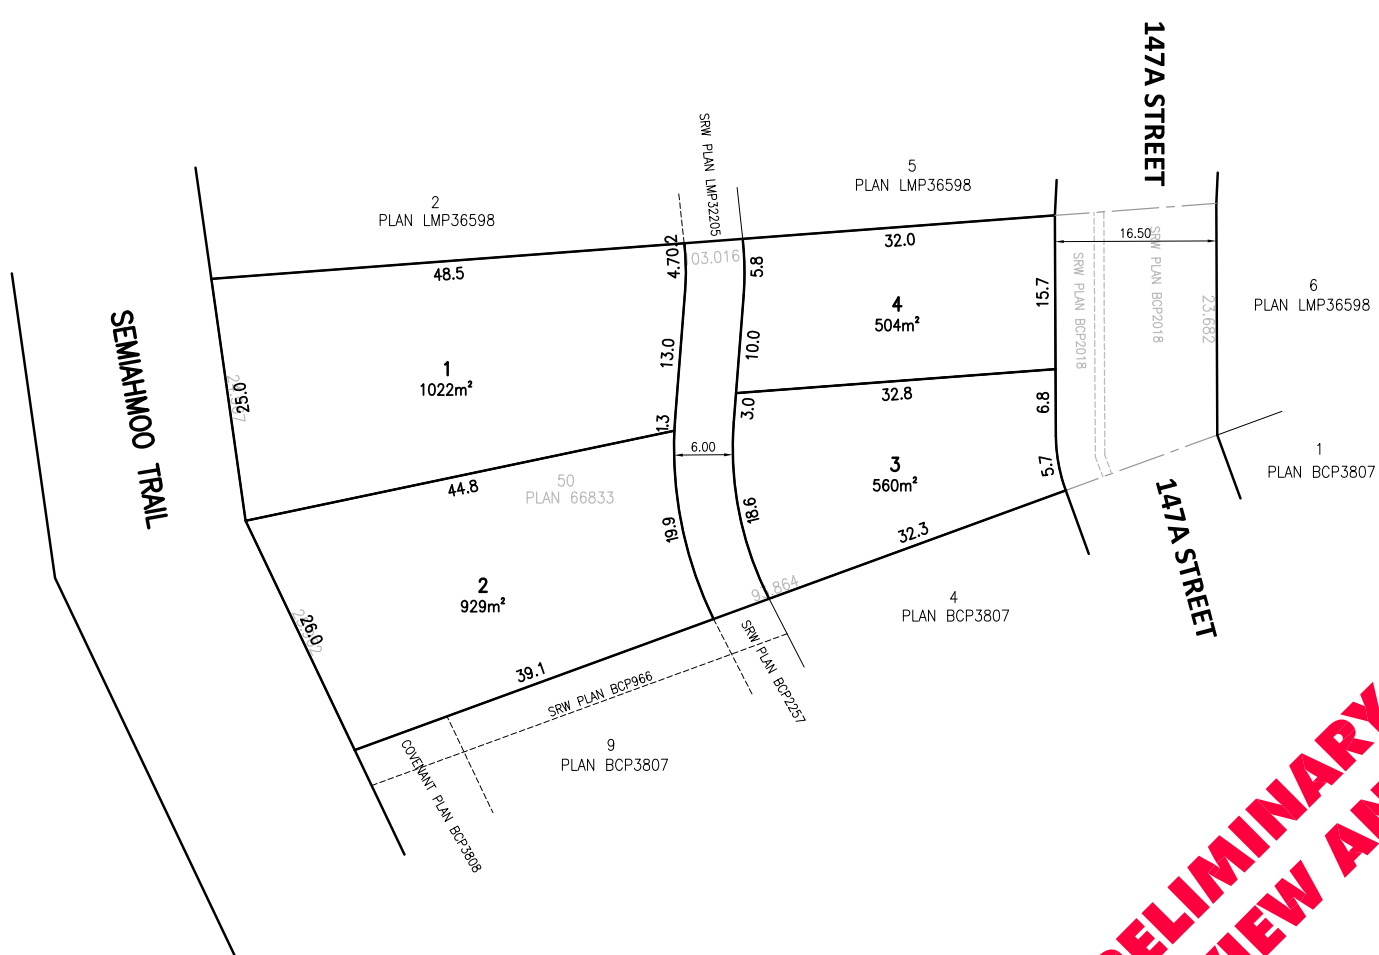 147A STREET
SRW PLAN LMP32205
5
PLAN LMP36598
2
PLAN LMP36598
48.5
4.7
0.2
03.016
5.8
32.0
16.50
SRW PLAN BCP2018
SRW PLAN BCP2018
23.682
6
PLAN LMP36598
SEMIAHMOO TRAIL
25.0
1
1022m²
13.0
10.0
4
504m²
15.7
1.3
3.0
32.8
6.8
6.00
44.8
50
PLAN 66833
3
560m²
5.7
1
PLAN BCP3807
19.9
18.6
32.3
147A STREET
2
929m²
26.0
4
PLAN BCP3807
39.1
SRW PLAN BCP966
SRW PLAN BCP2257
9
PLAN BCP3807
COVENANT PLAN BCP3808